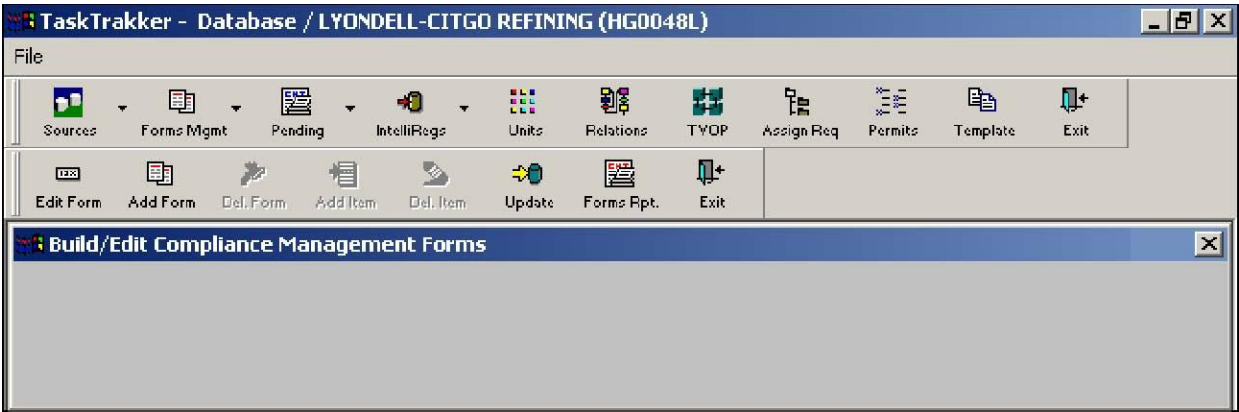 TaskTrakker - Database / LYONDELL-CITGO REFINING (HG0048L)
File
Sources Forms Mgmt Pending IntelliRegs Units Relations TVOP Assign Req Permits Template Exit
Edit Form Add Form Del. Form Add Item Del. Item Update Forms Rpt. Exit
Build/Edit Compliance Management Forms